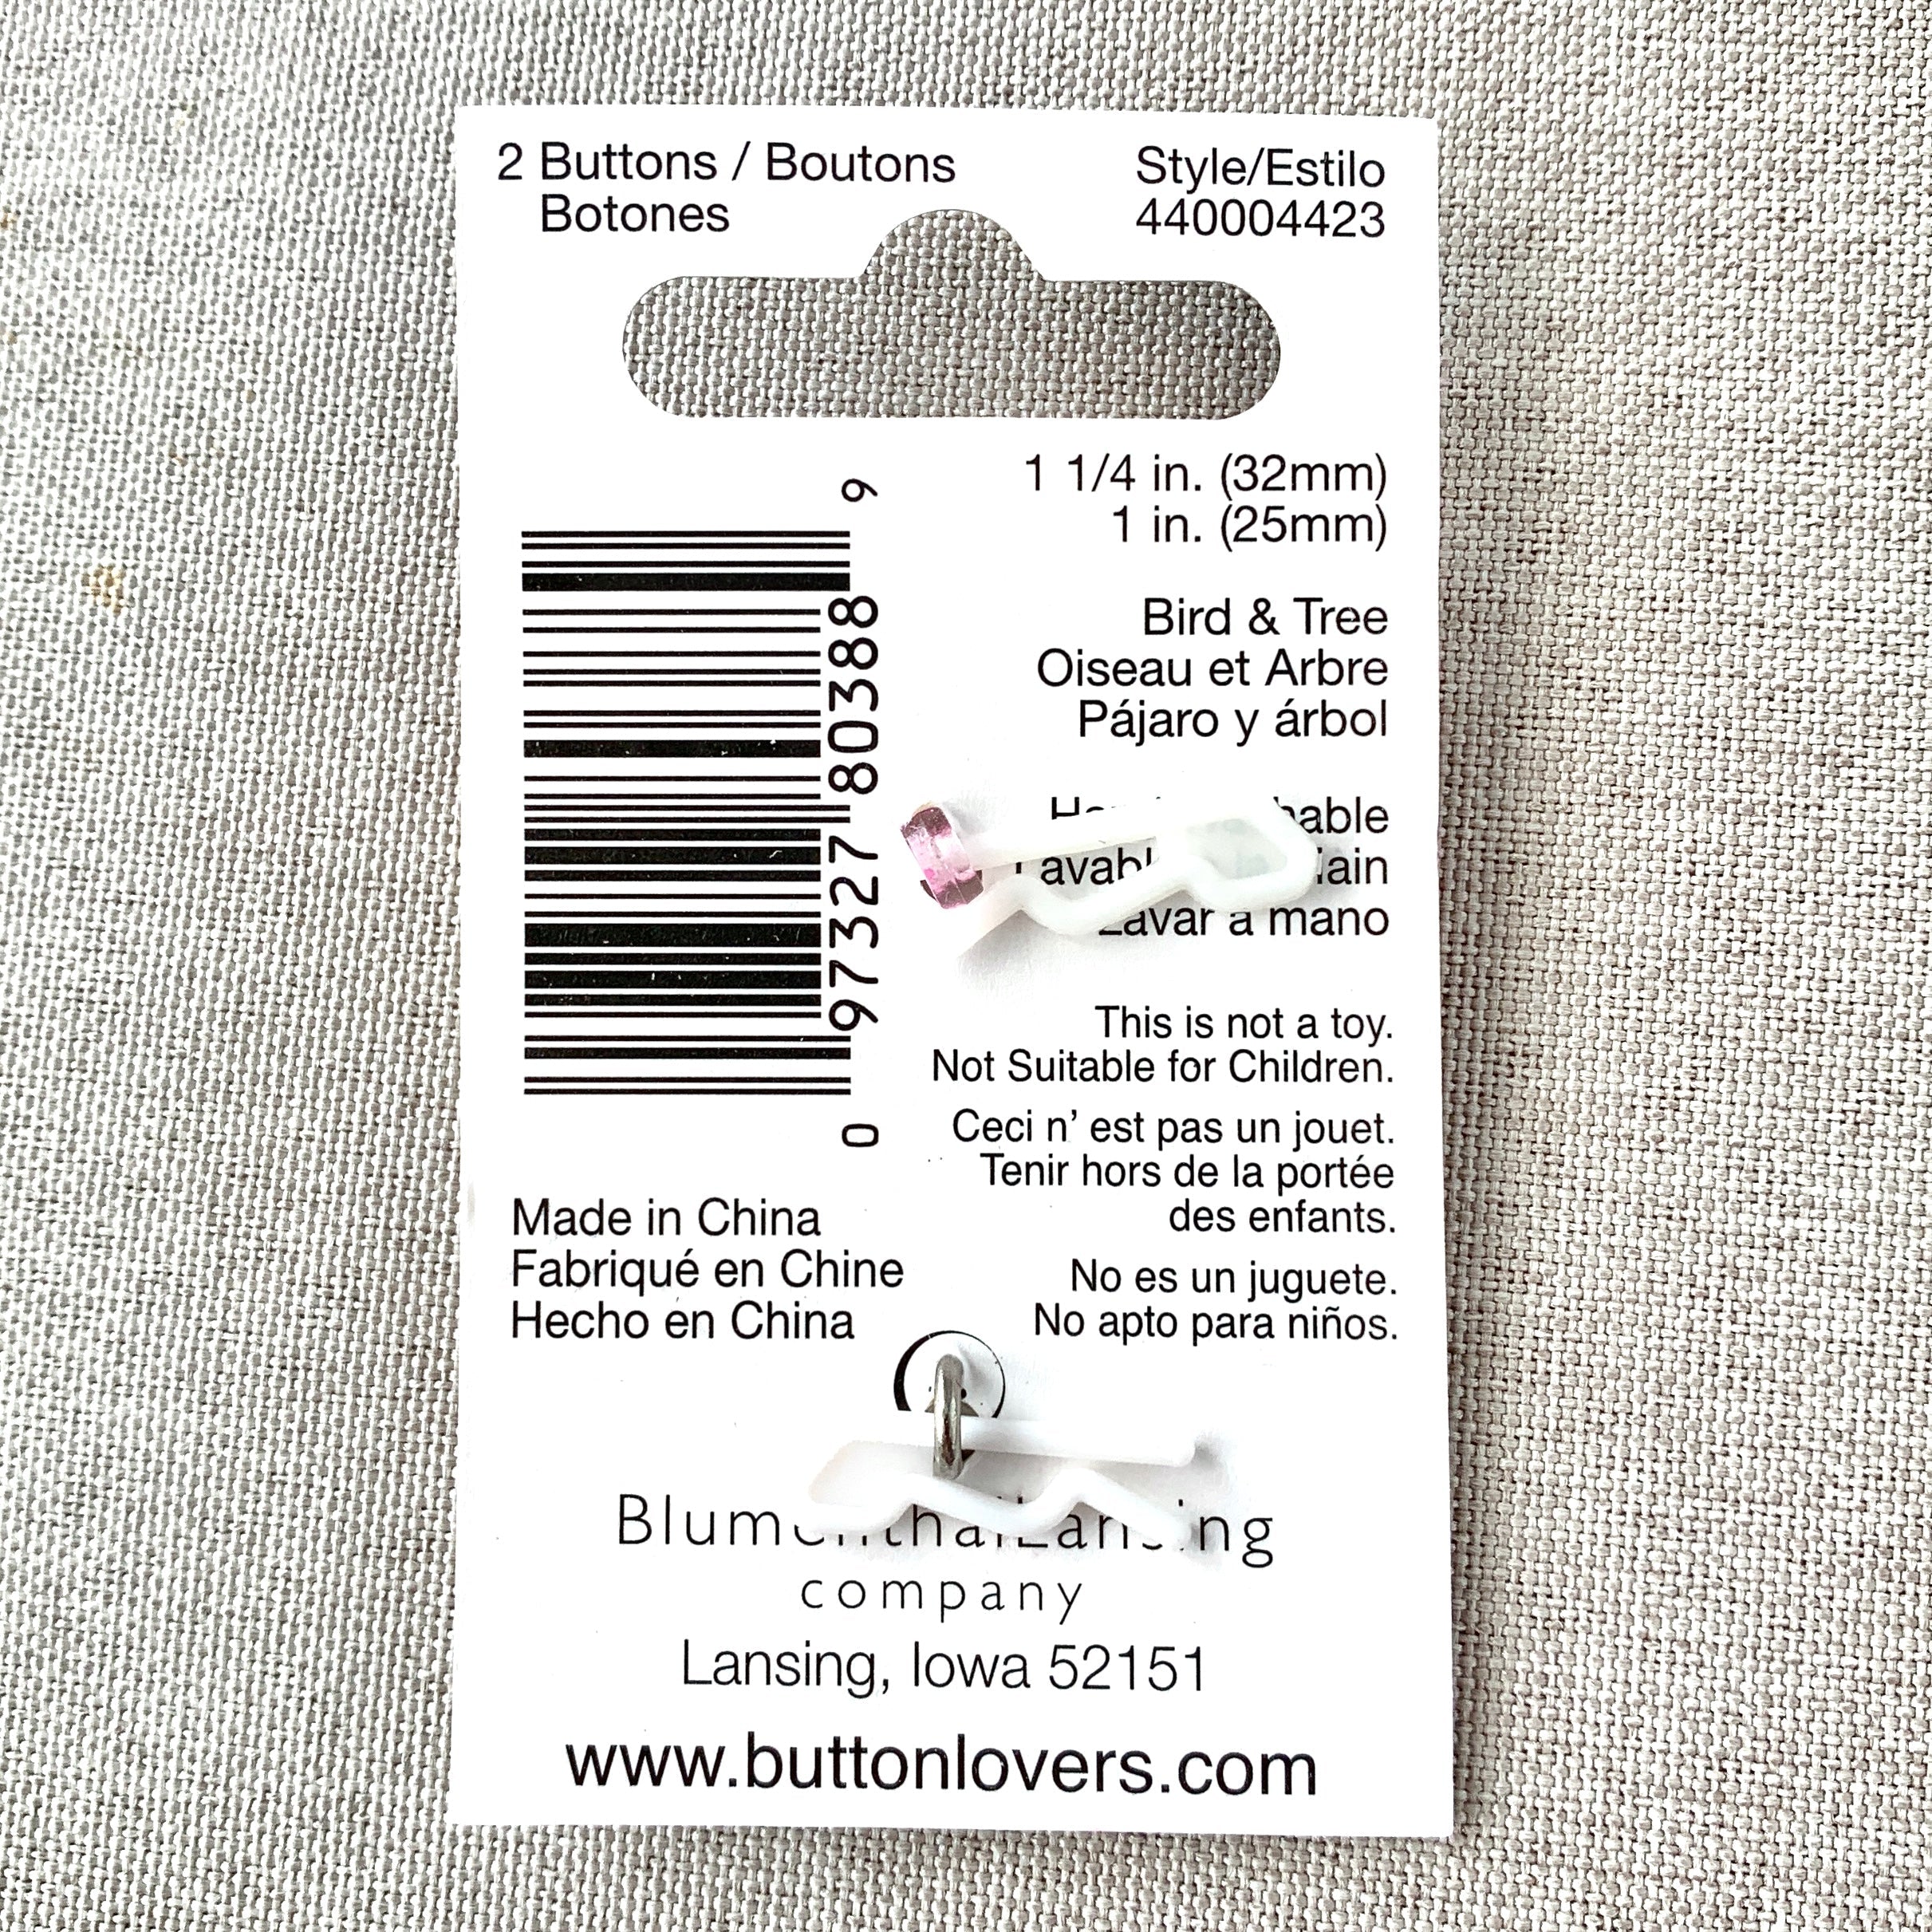 2 Buttons / Boutons
Botones
Style/Estilo
440004423
1 1/4 in. (32mm)
1 in. (25mm)
Bird & Tree
Oiseau et Arbre
Pájaro y árbol
Lavar a mano
0 97327 80388 9
This is not a toy.
Not Suitable for Children.
Ceci n' est pas un jouet.
Tenir hors de la portée
des enfants.
No es un juguete.
No apto para niños.
Made in China
Fabriqué en Chine
Hecho en China
BlumenthalLansing
company
Lansing, Iowa 52151
www.buttonlovers.com